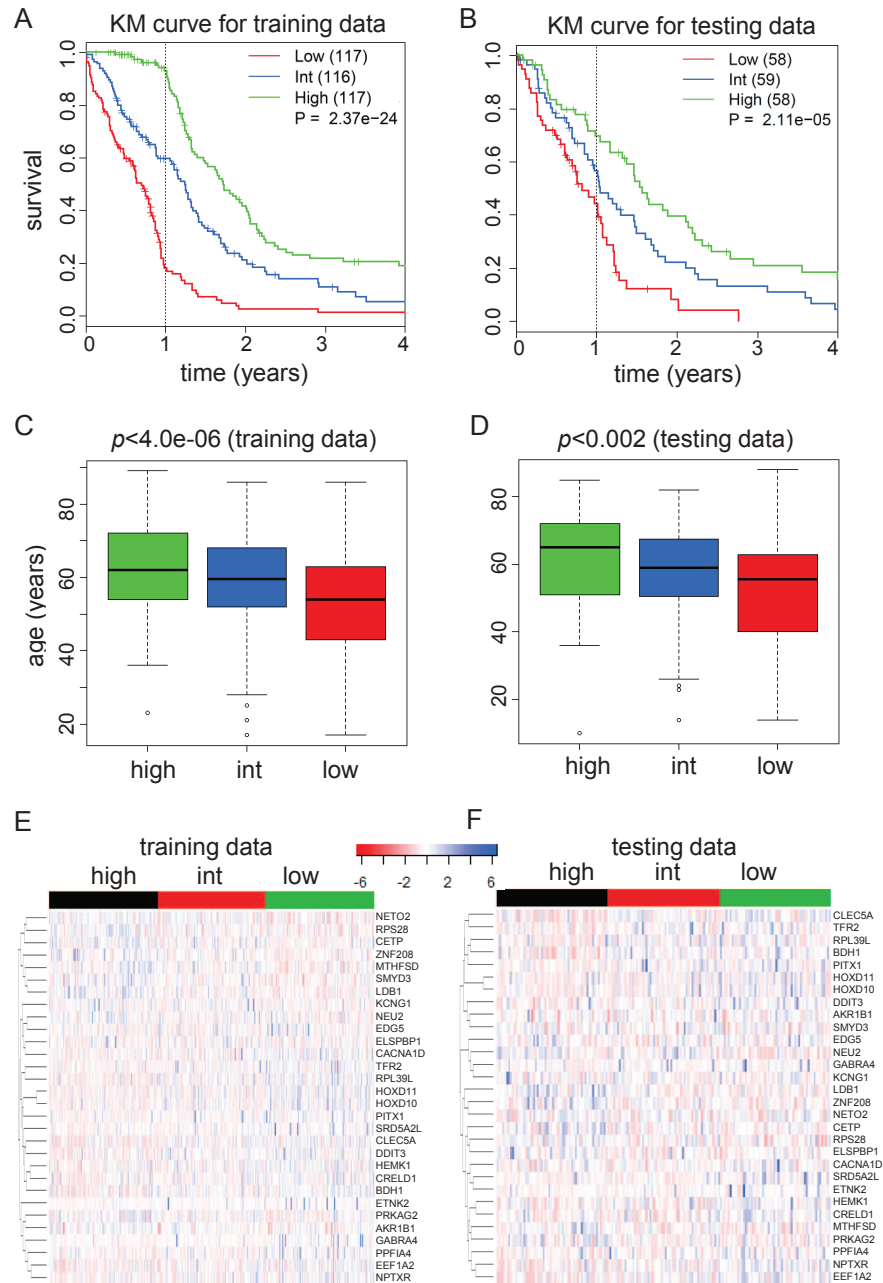 A
KM curve for training data
Low (117)
Int (116)
High (117)
P = 2.37e−24
survival
1.0
0.8
0.6
0.4
0.2
0.0
0 1 2 3 4
time (years)
B
KM curve for testing data
Low (58)
Int (59)
High (58)
P = 2.11e−05
1.0
0.8
0.6
0.4
0.2
0.0
0 1 2 3 4
time (years)
C
p<4.0e-06 (training data)
age (years)
80
60
40
20
high int low
D
p<0.002 (testing data)
80
60
40
20
high int low
E
training data
high int low
-6 -2 2 6
NETO2
RPS28
CETP
ZNF208
MTHFSD
SMYD3
LDB1
KCNG1
NEU2
EDG5
ELSPBP1
CACNA1D
TFR2
RPL39L
HOXD11
HOXD10
PITX1
SRD5A2L
CLEC5A
DDIT3
HEMK1
CRELD1
BDH1
ETNK2
PRKAG2
AKR1B1
GABRA4
PPFIA4
EEF1A2
NPTXR
F
testing data
high int low
CLEC5A
TFR2
RPL39L
BDH1
PITX1
HOXD11
HOXD10
DDIT3
AKR1B1
SMYD3
EDG5
NEU2
GABRA4
KCNG1
LDB1
ZNF208
NETO2
CETP
RPS28
ELSPBP1
CACNA1D
SRD5A2L
ETNK2
HEMK1
CRELD1
MTHFSD
PRKAG2
PPFIA4
NPTXR
EEF1A2